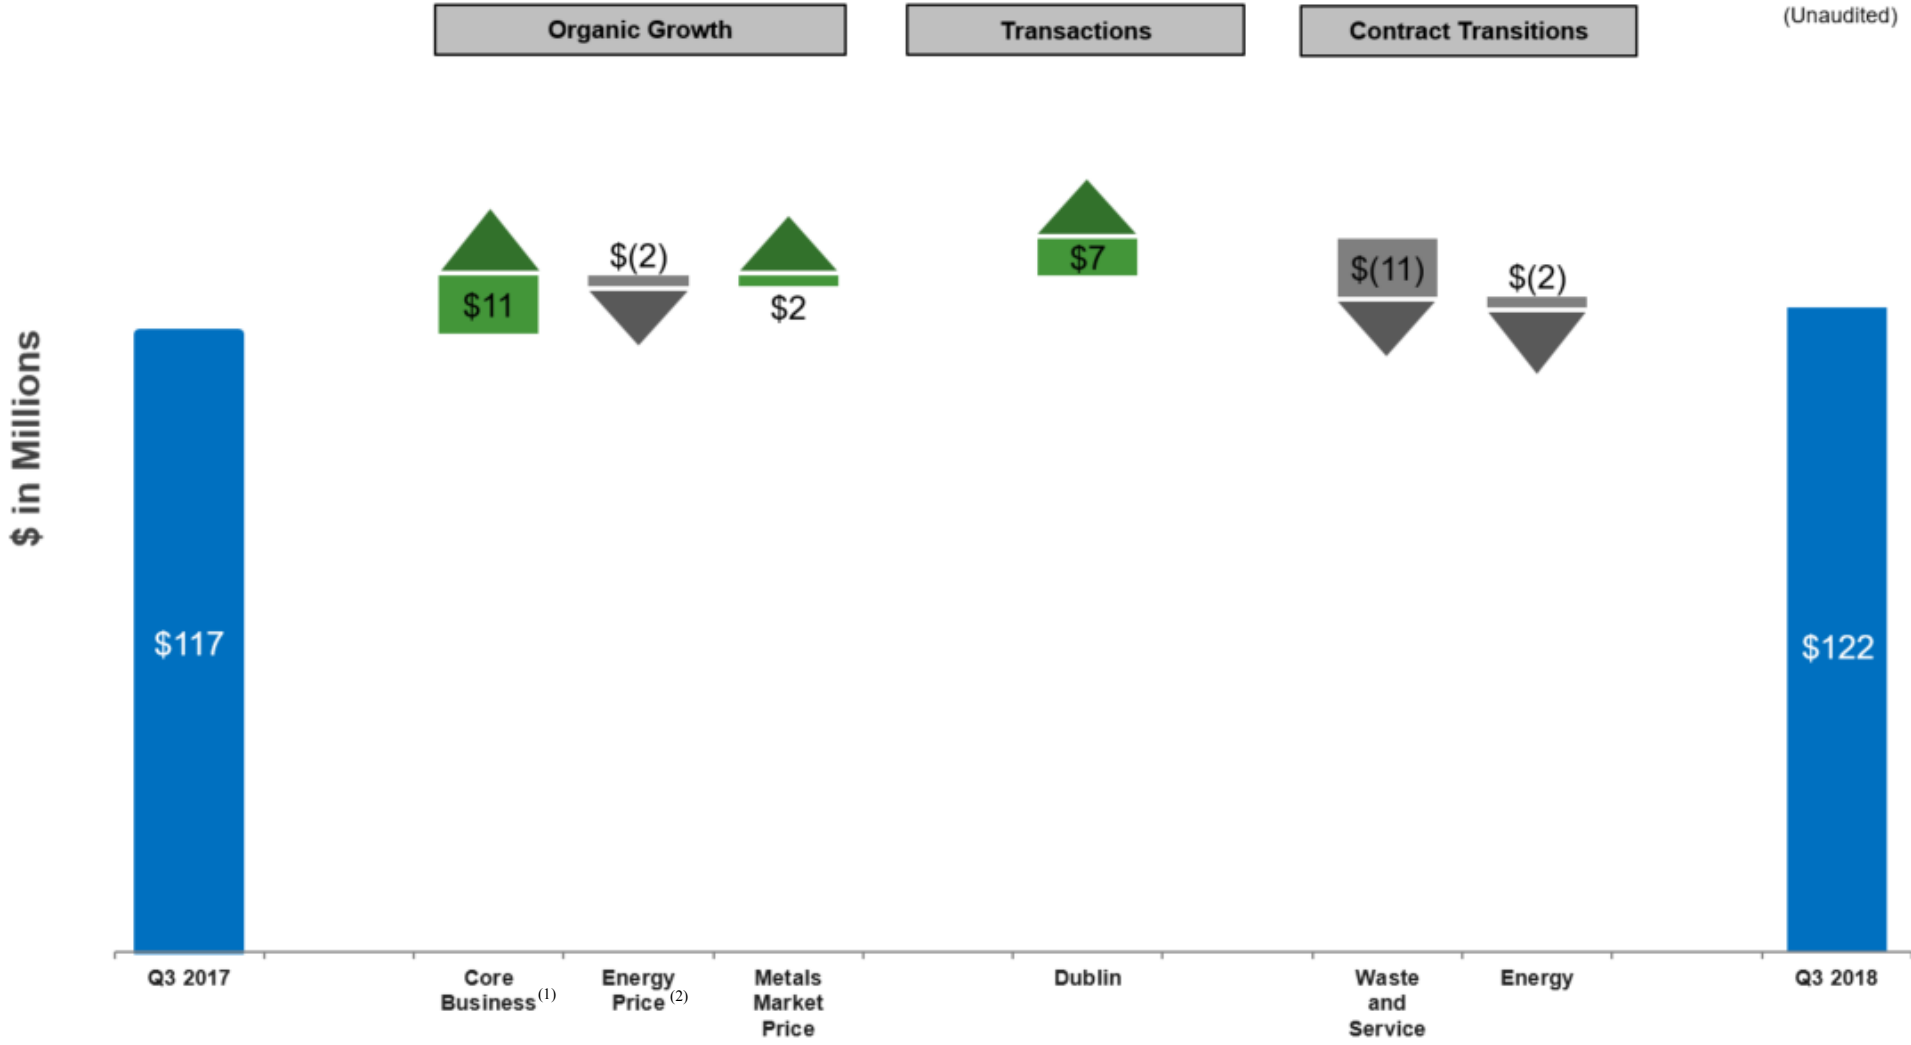 Organic Growth
Transactions
Contract Transitions
(Unaudited)
$ in Millions
$117
$11
$(2)
$2
$7
$(11)
$(2)
$122
Q3 2017
Core
Business(1)
Energy
Price (2)
Metals
Market
Price
Dublin
Waste
and
Service
Energy
Q3 2018